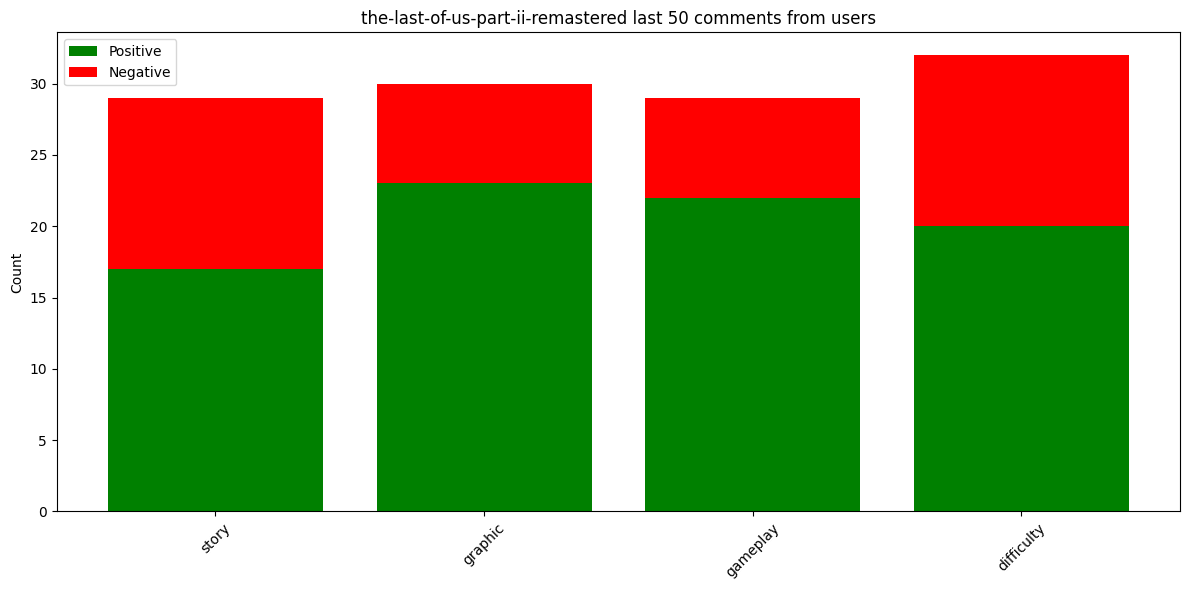 the-last-of-us-part-ii-remastered last 50 comments from users
Positive
Negative
Count
30
25
20
15
10
5
0
story
graphic
gameplay
difficulty